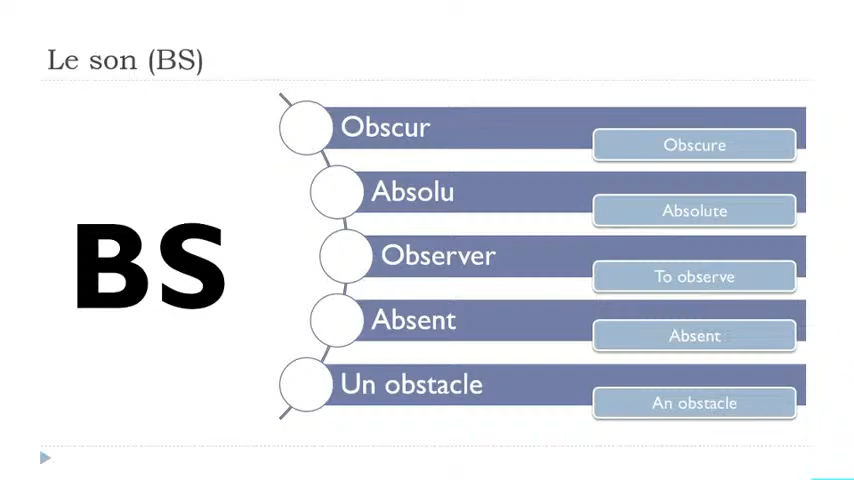 Le son (BS)
BS
Obscur
Obscure
Absolu
Absolute
Observer
To observe
Absent
Absent
Un obstacle
An obstacle